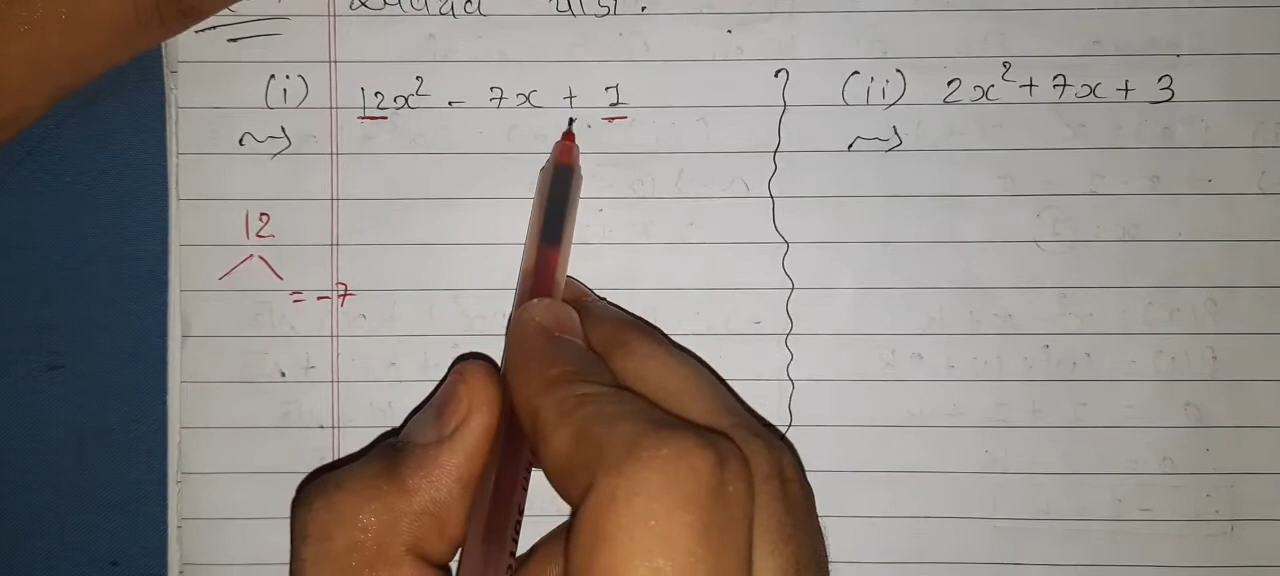 (i) 12x² - 7x + 1
(ii) 2x² + 7x + 3
12
= -7